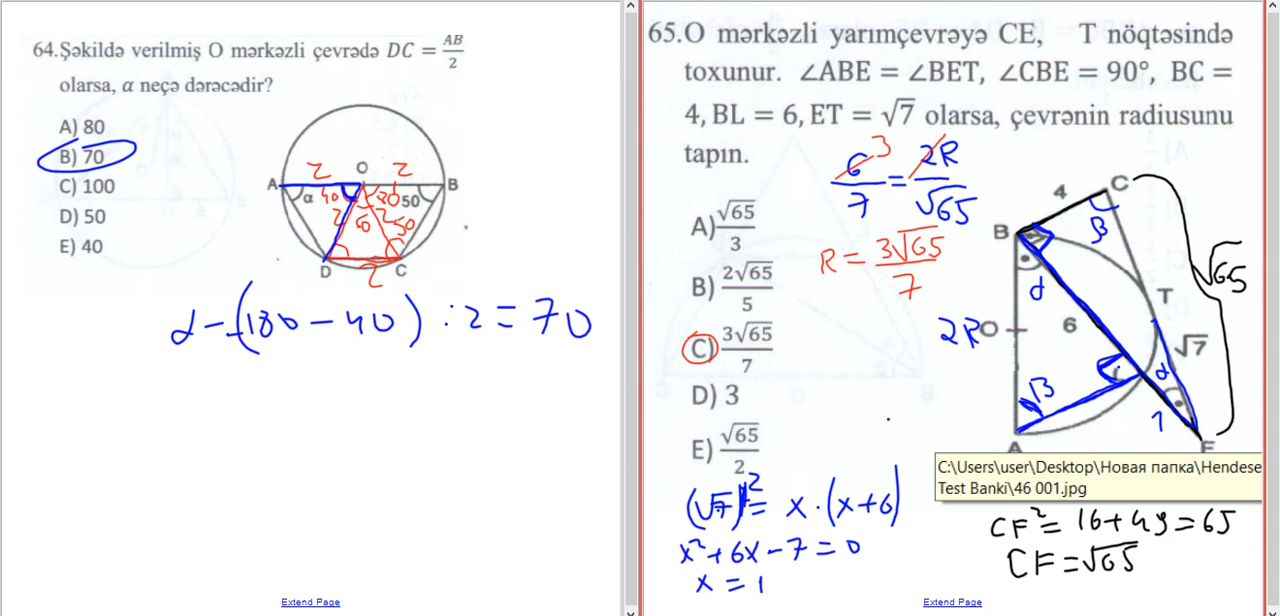 64.Şəkildə verilmiş O mərkəzli çevrədə DC = AB/2
olarsa, α neçə dərəcədir?
A) 80
B) 70
C) 100
D) 50
E) 40
2 O 2
A α 40 20 50 B
2 60 2 50
D 2 C
α - (180 - 40) : 2 = 70
Extend Page
65.O mərkəzli yarımçevrəyə CE, T nöqtəsində
toxunur. ∠ABE = ∠BET, ∠CBE = 90°, BC =
4, BL = 6, ET = √7 olarsa, çevrənin radiusunu
tapın.
6/7 = 2R/√65
3
R = 3√65/7
A) √65/3
B) 2√65/5
C) 3√65/7
D) 3
E) √65/2
4 C
B β
α √65
T
2R O 6 √7
α
β L
1
A E
C:\Users\user\Desktop\Новая папка\Hendese
Test Banki\46 001.jpg
(√7)² = x · (x+6)
x² + 6x - 7 = 0
x = 1
CF² = 16 + 49 = 65
CF = √65
Extend Page